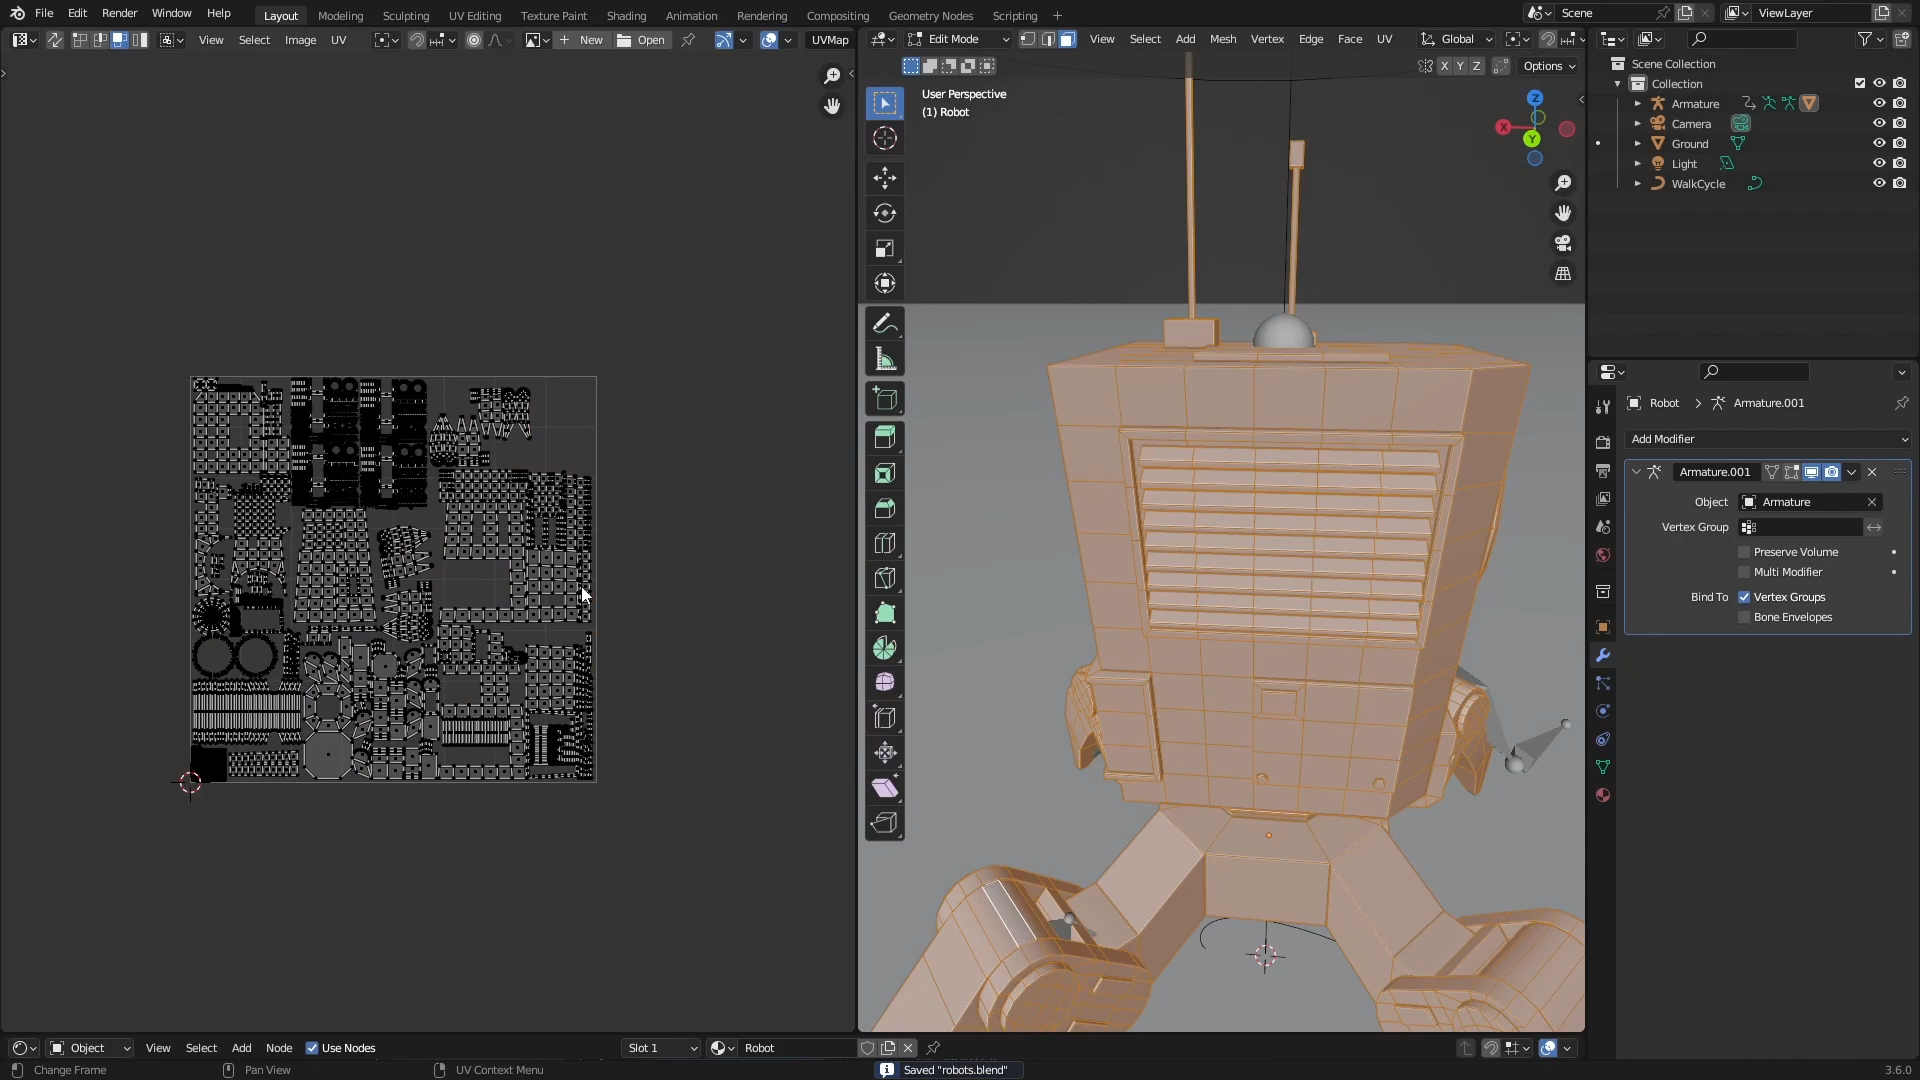 File Edit Render Window Help Layout Modeling Sculpting UV Editing Texture Paint Shading Animation Rendering Compositing Geometry Nodes Scripting + Scene ViewLayer
View Select Image UV New Open UVMap Edit Mode View Select Add Mesh Vertex Edge Face UV Global
X Y Z Options
User Perspective
(1) Robot
Z
X
Y
Scene Collection
Collection
Armature
Camera
Ground
Light
WalkCycle
Robot > Armature.001
Add Modifier
Armature.001
Object Armature
Vertex Group
Preserve Volume
Multi Modifier
Bind To Vertex Groups
Bone Envelopes
Object View Select Add Node Use Nodes Slot 1 Robot
Change Frame Pan View UV Context Menu Saved "robots.blend" 3.6.0